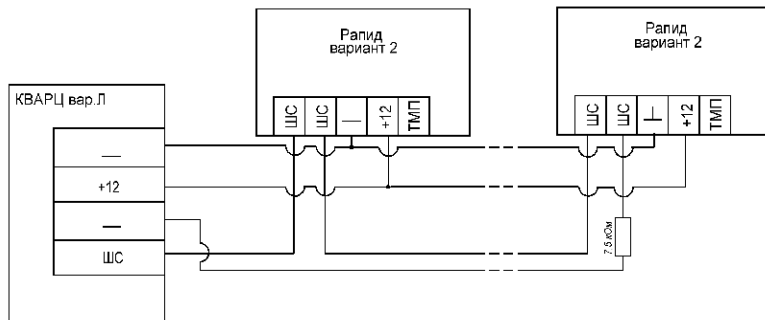 Рапид
вариант 2
ШС
ШС
—
+12
ТМП
Рапид
вариант 2
ШС
ШС
+12
ТМП
КВАРЦ вар.Л
—
+12
—
ШС
7.5 кОм